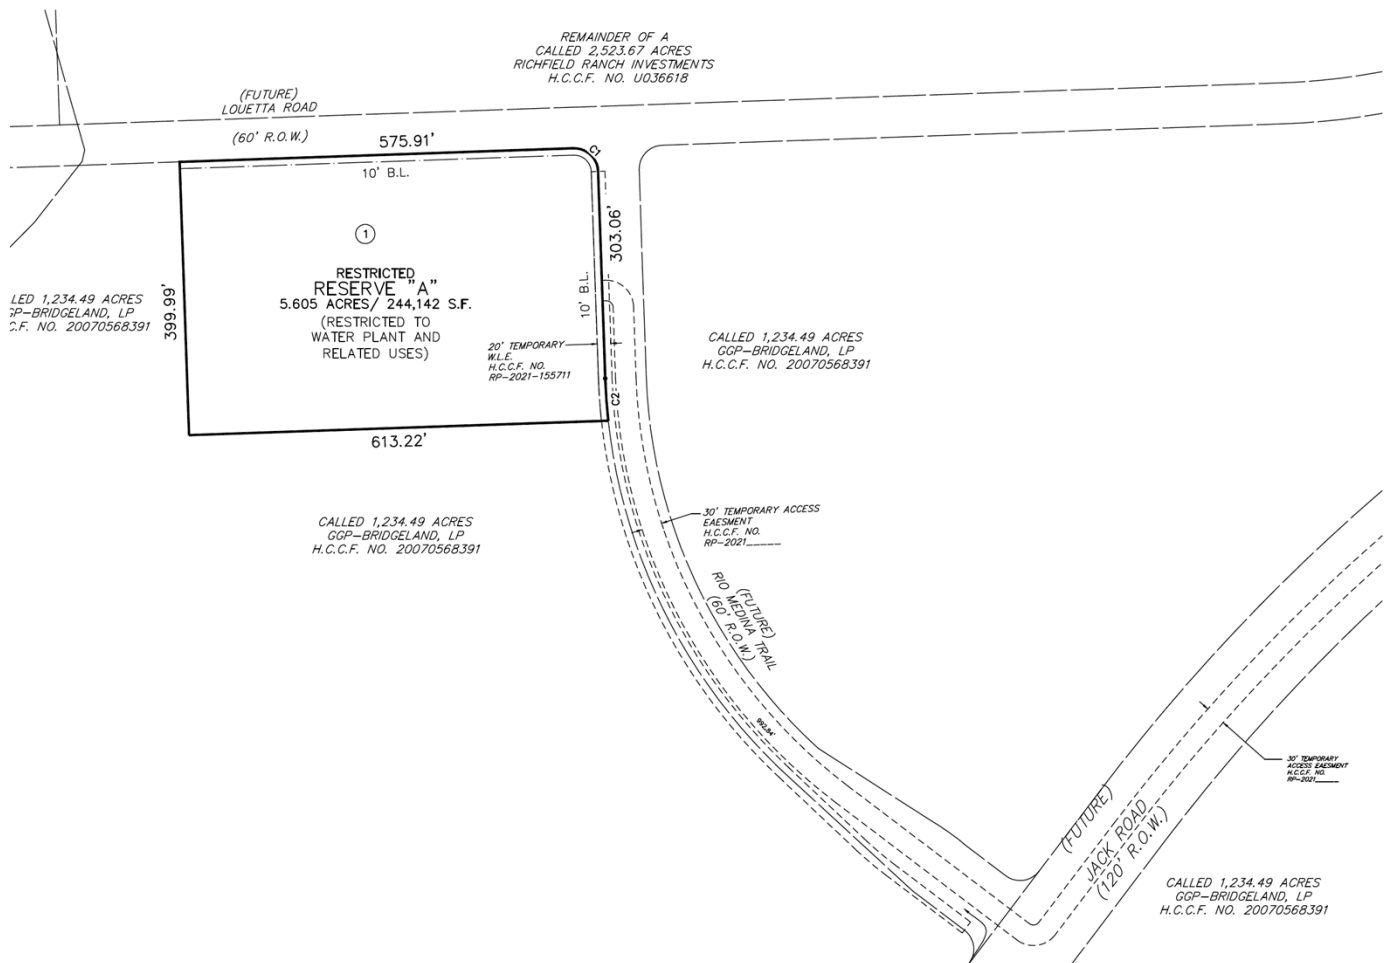 REMAINDER OF A
CALLED 2,523.67 ACRES
RICHFIELD RANCH INVESTMENTS
H.C.C.F. NO. U036618
(FUTURE)
LOUETTA ROAD
(60' R.O.W.)
575.91'
C1
10' B.L.
1
303.06'
10' B.L.
RESTRICTED
RESERVE "A"
5.605 ACRES/ 244,142 S.F.
(RESTRICTED TO
WATER PLANT AND
RELATED USES)
399.99'
LED 1,234.49 ACRES
GP-BRIDGELAND, LP
C.F. NO. 20070568391
20' TEMPORARY
W.L.E.
H.C.C.F. NO.
RP-2021-155711
C2
CALLED 1,234.49 ACRES
GGP-BRIDGELAND, LP
H.C.C.F. NO. 20070568391
613.22'
CALLED 1,234.49 ACRES
GGP-BRIDGELAND, LP
H.C.C.F. NO. 20070568391
30' TEMPORARY ACCESS
EAESMENT
H.C.C.F. NO.
RP-2021_____
(FUTURE)
RIO MEDINA TRAIL
(60' R.O.W.)
992.84'
30' TEMPORARY
ACCESS EAESMENT
H.C.C.F. NO.
RP-2021_____
(FUTURE)
JACK ROAD
(120' R.O.W.)
CALLED 1,234.49 ACRES
GGP-BRIDGELAND, LP
H.C.C.F. NO. 20070568391